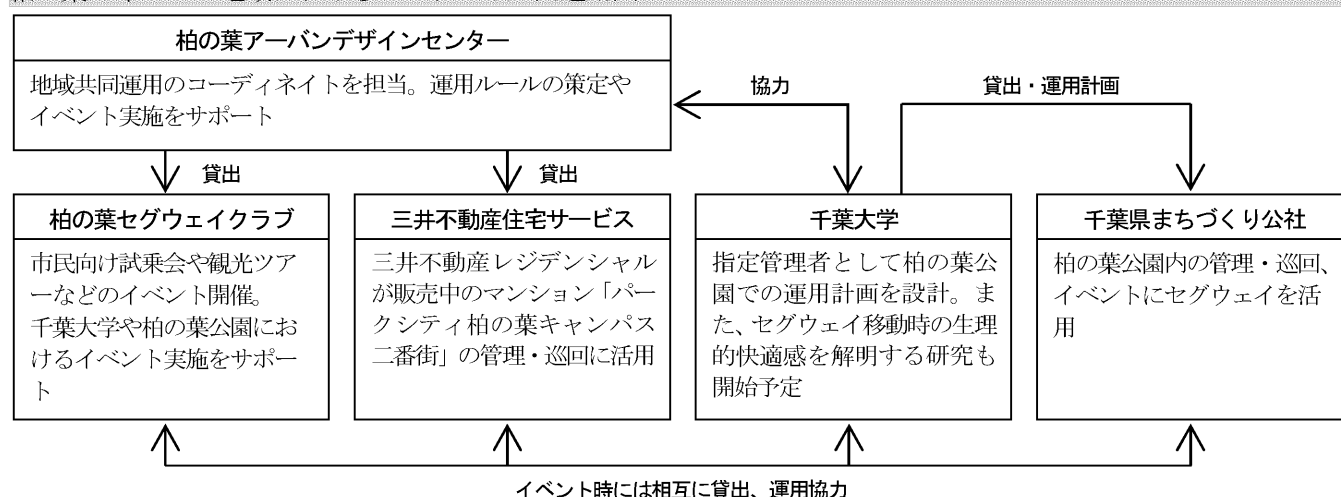 柏の葉アーバンデザインセンター
地域共同運用のコーディネイトを担当。運用ルールの策定や
イベント実施をサポート
協力
貸出・運用計画
貸出
貸出
柏の葉セグウェイクラブ
市民向け試乗会や観光ツア
ーなどのイベント開催。
千葉大学や柏の葉公園にお
けるイベント実施をサポー
ト
三井不動産住宅サービス
三井不動産レジデンシャル
が販売中のマンション「パー
クシティ柏の葉キャンパス
二番街」の管理・巡回に活用
千葉大学
指定管理者として柏の葉公
園での運用計画を設計。ま
た、セグウェイ移動時の生理
的快適感を解明する研究も
開始予定
千葉県まちづくり公社
柏の葉公園内の管理・巡回、
イベントにセグウェイを活
用
イベント時には相互に貸出、運用協力